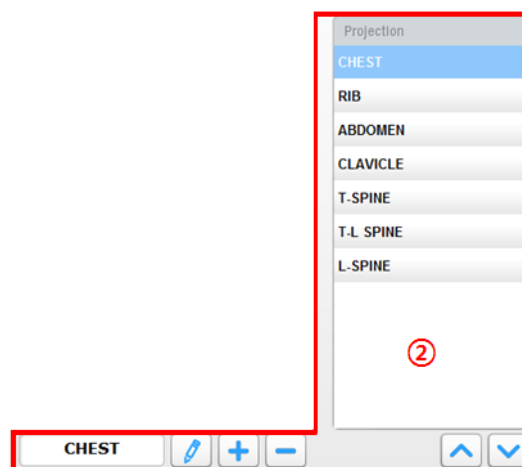 Projection
CHEST
RIB
ABDOMEN
CLAVICLE
T-SPINE
T-L SPINE
L-SPINE
②
CHEST